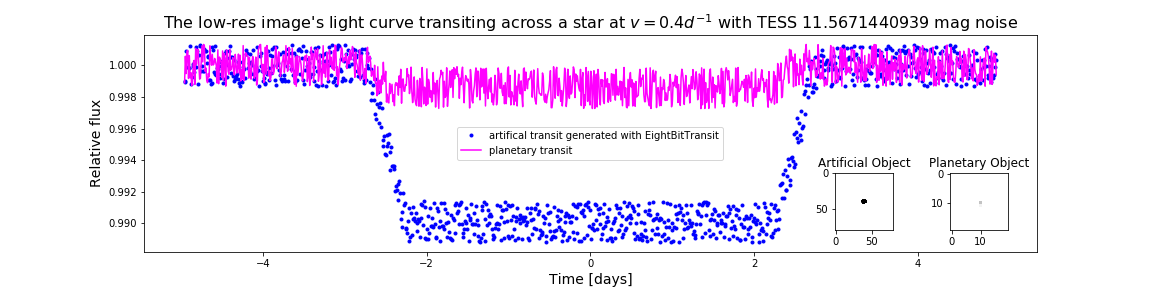 The low-res image's light curve transiting across a star at v = 0.4d⁻¹ with TESS 11.5671440939 mag noise
Relative flux
1.000
0.998
0.996
0.994
0.992
0.990
artifical transit generated with EightBitTransit
planetary transit
Artificial Object
0
50
0
50
Planetary Object
0
10
0
10
−4
−2
0
2
4
Time [days]